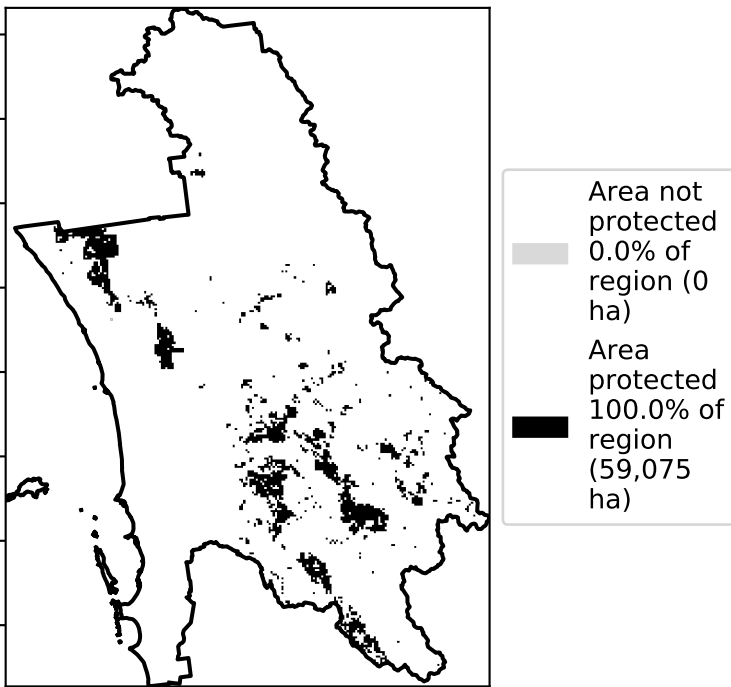 Area not
protected
0.0% of
region (0
ha)
Area
protected
100.0% of
region
(59,075
ha)